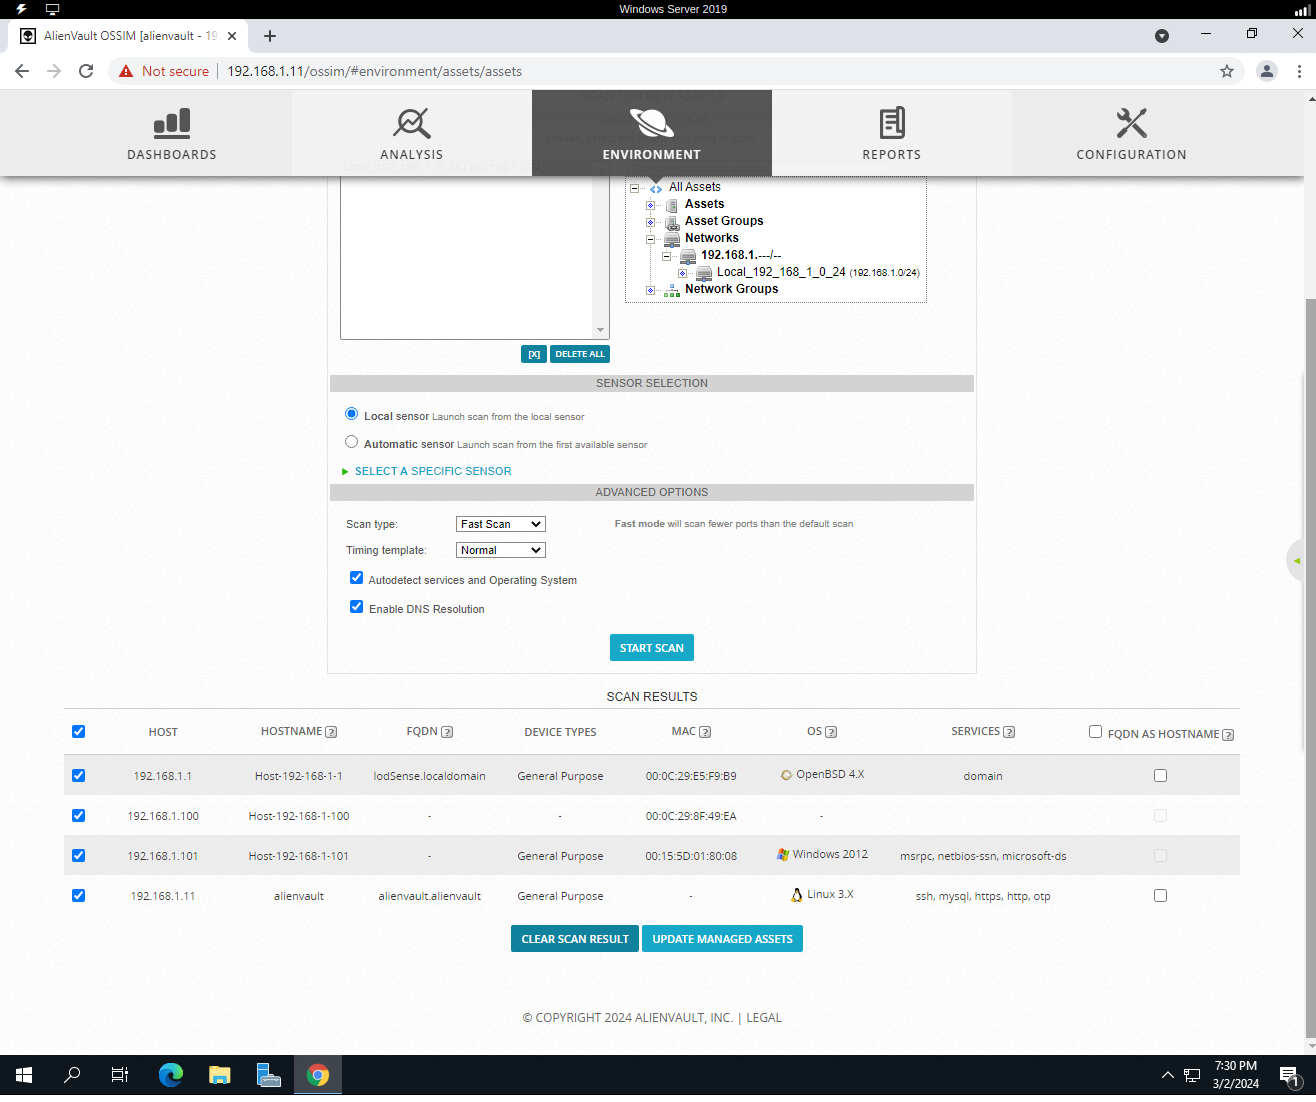 Windows Server 2019
AlienVault OSSIM [alienvault - 19
Not secure
192.168.1.11/ossim/#environment/assets/assets
DASHBOARDS
ANALYSIS
ENVIRONMENT
REPORTS
CONFIGURATION
All Assets
Assets
Asset Groups
Networks
192.168.1.---/--
Local_192_168_1_0_24 (192.168.1.0/24)
Network Groups
[X] DELETE ALL
SENSOR SELECTION
Local sensor Launch scan from the local sensor
Automatic sensor Launch scan from the first available sensor
SELECT A SPECIFIC SENSOR
ADVANCED OPTIONS
Scan type: Fast Scan Fast mode will scan fewer ports than the default scan
Timing template: Normal
Autodetect services and Operating System
Enable DNS Resolution
START SCAN
SCAN RESULTS
HOST HOSTNAME ? FQDN ? DEVICE TYPES MAC ? OS ? SERVICES ? FQDN AS HOSTNAME ?
192.168.1.1 Host-192-168-1-1 lodSense.localdomain General Purpose 00:0C:29:E5:F9:B9 OpenBSD 4.X domain
192.168.1.100 Host-192-168-1-100 - - 00:0C:29:8F:49:EA -
192.168.1.101 Host-192-168-1-101 - General Purpose 00:15:5D:01:80:08 Windows 2012 msrpc, netbios-ssn, microsoft-ds
192.168.1.11 alienvault alienvault.alienvault General Purpose - Linux 3.X ssh, mysql, https, http, otp
CLEAR SCAN RESULT UPDATE MANAGED ASSETS
© COPYRIGHT 2024 ALIENVAULT, INC. | LEGAL
7:30 PM
3/2/2024
1